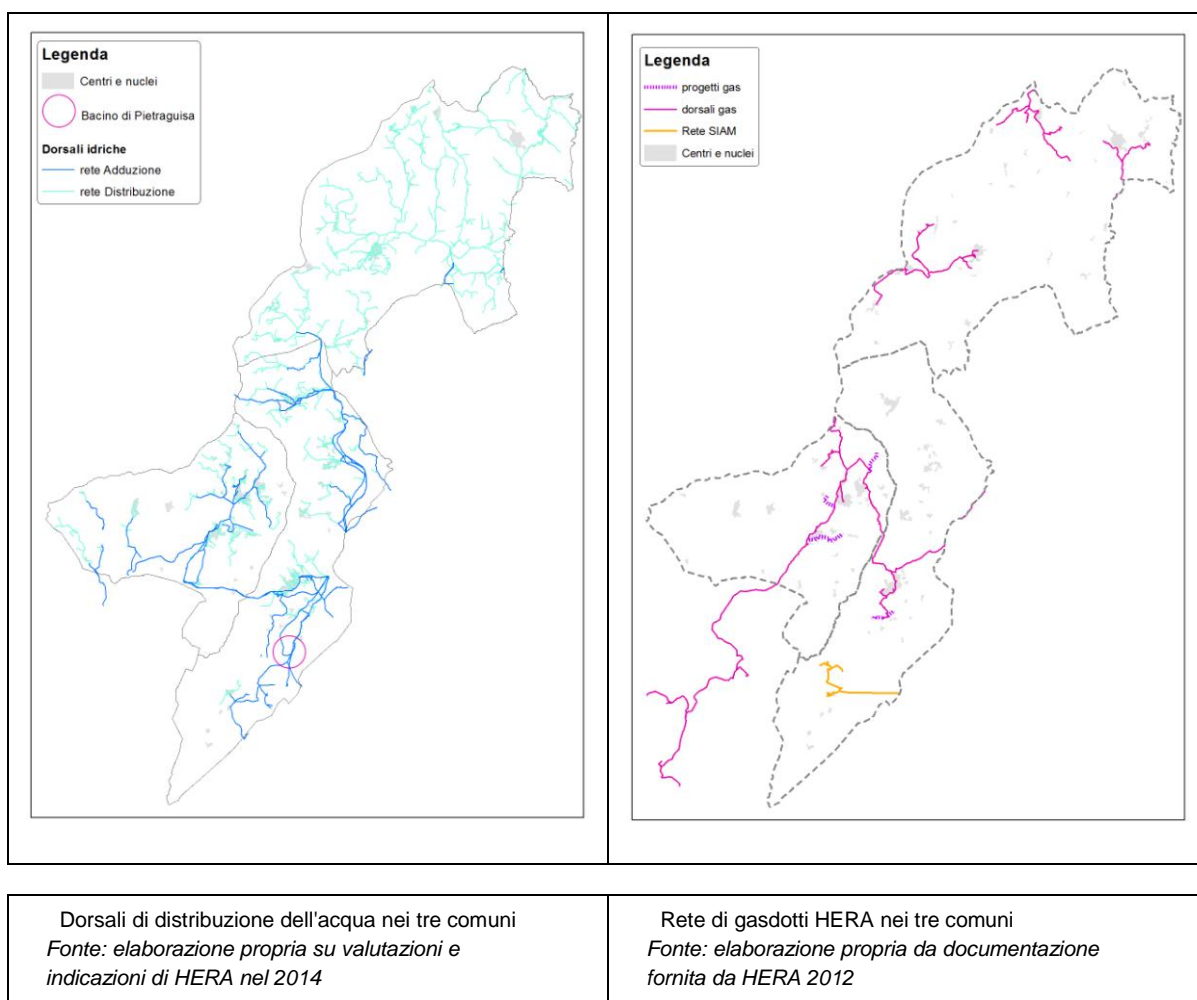 Legenda
Centri e nuclei
Bacino di Pietraguisa
Dorsali idriche
rete Adduzione
rete Distribuzione
Legenda
progetti gas
dorsali gas
Rete SIAM
Centri e nuclei
Dorsali di distribuzione dell'acqua nei tre comuni
Fonte: elaborazione propria su valutazioni e
indicazioni di HERA nel 2014
Rete di gasdotti HERA nei tre comuni
Fonte: elaborazione propria da documentazione
fornita da HERA 2012